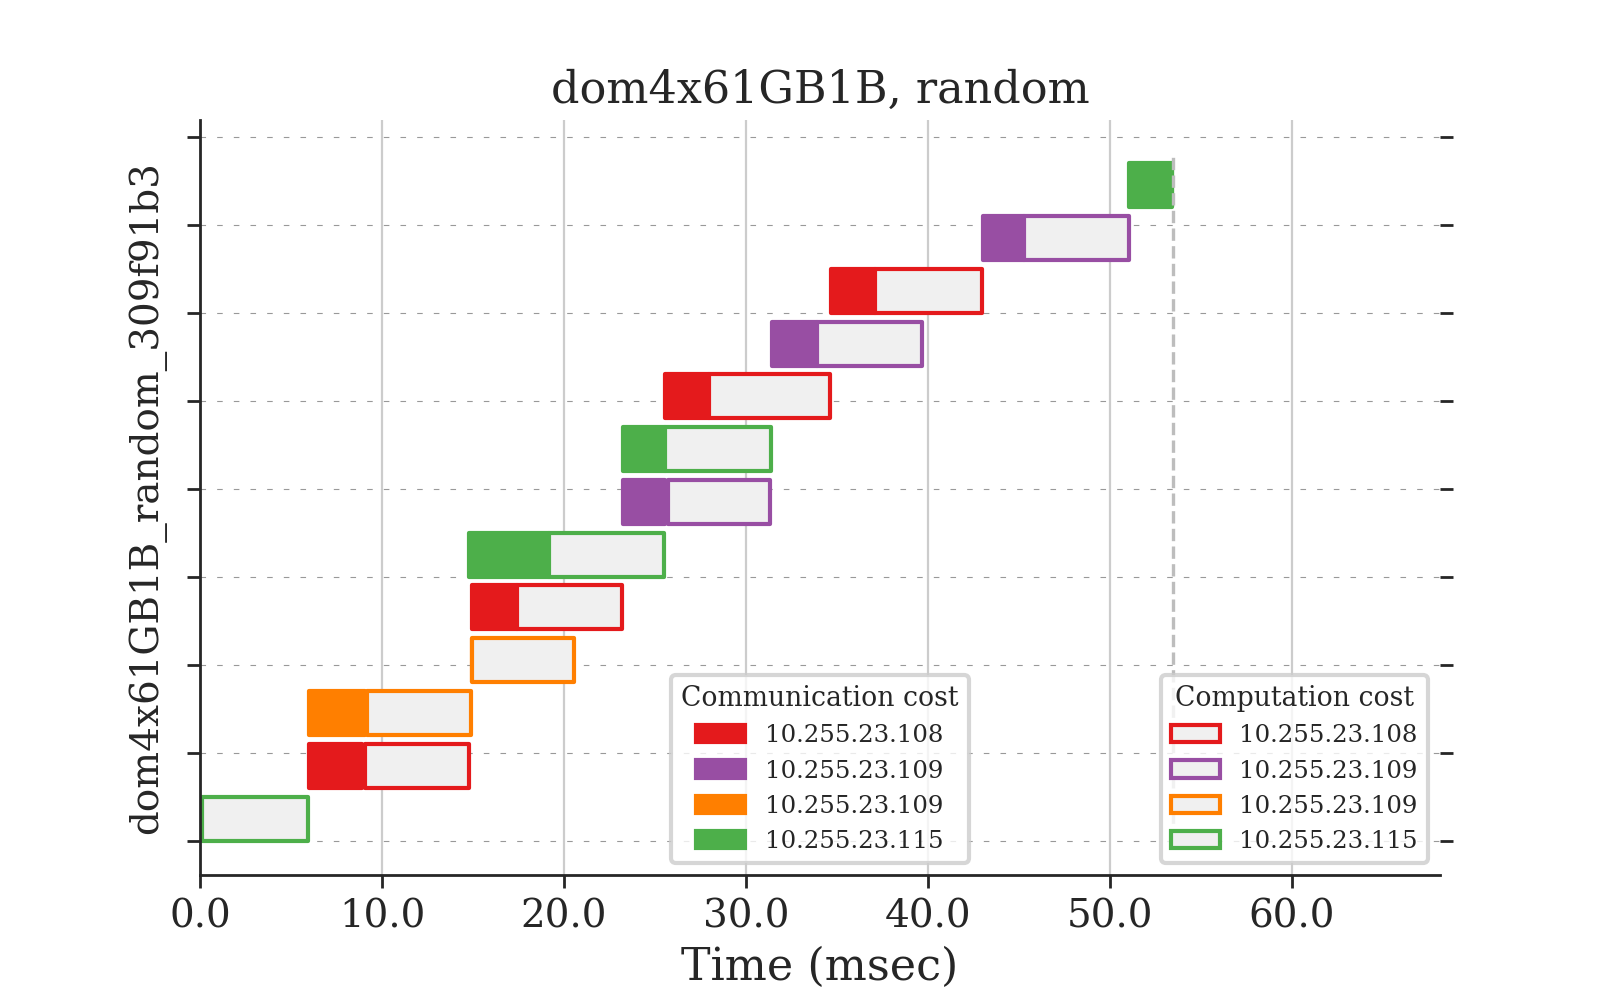 dom4x61GB1B, random
dom4x61GB1B_random_309f91b3
Communication cost
10.255.23.108
10.255.23.109
10.255.23.109
10.255.23.115
Computation cost
10.255.23.108
10.255.23.109
10.255.23.109
10.255.23.115
0.0 10.0 20.0 30.0 40.0 50.0 60.0
Time (msec)